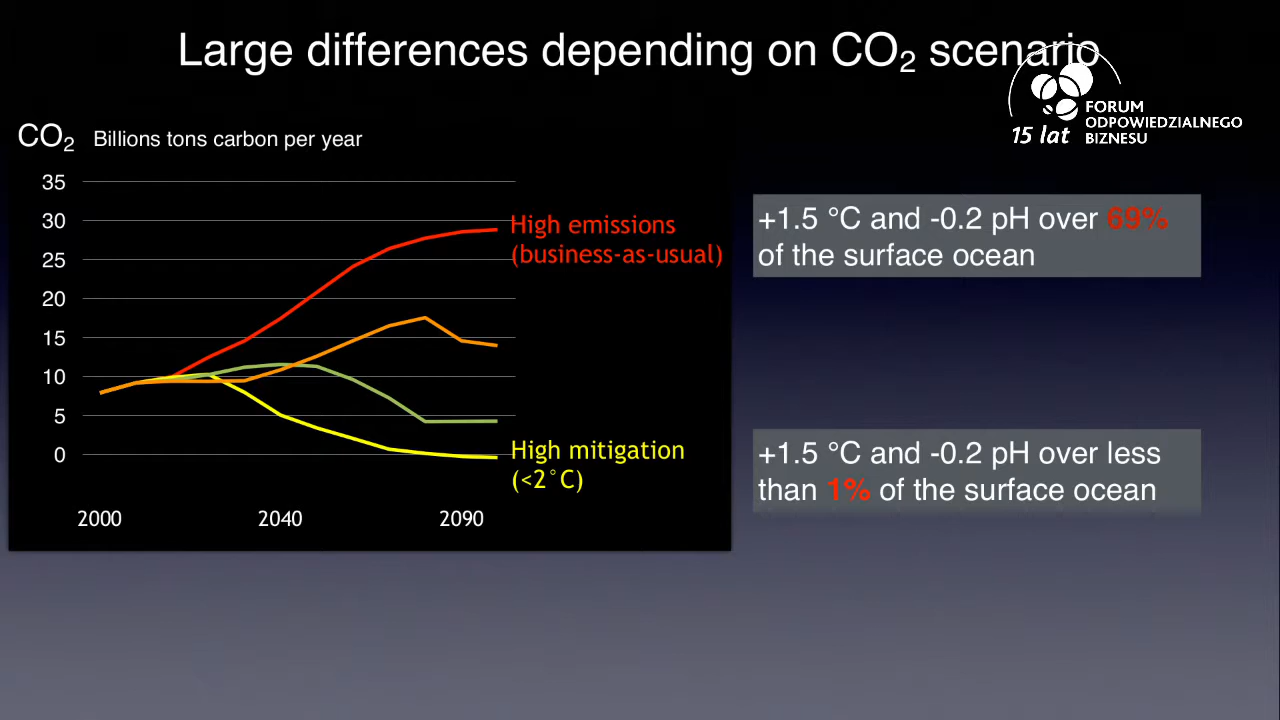 Large differences depending on CO₂ scenario
FORUM
ODPOWIEDZIALNEGO
BIZNESU
15 lat
CO₂ Billions tons carbon per year
35
30
25
20
15
10
5
0
2000 2040 2090
High emissions
(business-as-usual)
High mitigation
(<2°C)
+1.5 °C and -0.2 pH over 69%
of the surface ocean
+1.5 °C and -0.2 pH over less
than 1% of the surface ocean